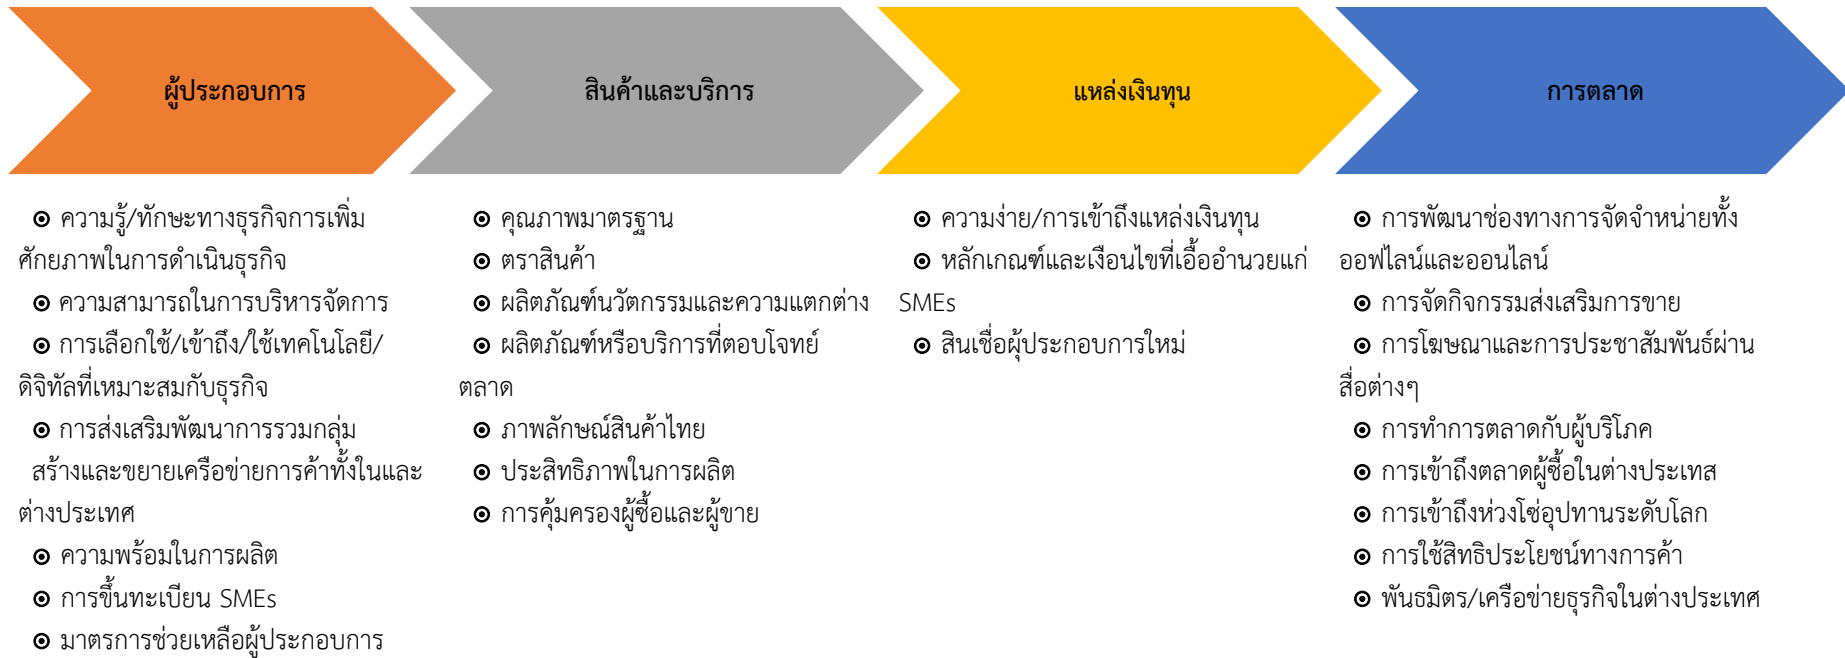 ผู้ประกอบการ
สินค้าและบริการ
แหล่งเงินทุน
การตลาด
⦿ ความรู้/ทักษะทางธุรกิจการเพิ่ม
ศักยภาพในการดำเนินธุรกิจ
⦿ ความสามารถในการบริหารจัดการ
⦿ การเลือกใช้/เข้าถึง/ใช้เทคโนโลยี/
ดิจิทัลที่เหมาะสมกับธุรกิจ
⦿ การส่งเสริมพัฒนาการรวมกลุ่ม
สร้างและขยายเครือข่ายการค้าทั้งในและ
ต่างประเทศ
⦿ ความพร้อมในการผลิต
⦿ การขึ้นทะเบียน SMEs
⦿ มาตรการช่วยเหลือผู้ประกอบการ
⦿ คุณภาพมาตรฐาน
⦿ ตราสินค้า
⦿ ผลิตภัณฑ์นวัตกรรมและความแตกต่าง
⦿ ผลิตภัณฑ์หรือบริการที่ตอบโจทย์
ตลาด
⦿ ภาพลักษณ์สินค้าไทย
⦿ ประสิทธิภาพในการผลิต
⦿ การคุ้มครองผู้ซื้อและผู้ขาย
⦿ ความง่าย/การเข้าถึงแหล่งเงินทุน
⦿ หลักเกณฑ์และเงื่อนไขที่เอื้ออำนวยแก่
SMEs
⦿ สินเชื่อผู้ประกอบการใหม่
⦿ การพัฒนาช่องทางการจัดจำหน่ายทั้ง
ออฟไลน์และออนไลน์
⦿ การจัดกิจกรรมส่งเสริมการขาย
⦿ การโฆษณาและการประชาสัมพันธ์ผ่าน
สื่อต่างๆ
⦿ การทำการตลาดกับผู้บริโภค
⦿ การเข้าถึงตลาดผู้ซื้อในต่างประเทส
⦿ การเข้าถึงห่วงโซ่อุปทานระดับโลก
⦿ การใช้สิทธิประโยชน์ทางการค้า
⦿ พันธมิตร/เครือข่ายธุรกิจในต่างประเทศ